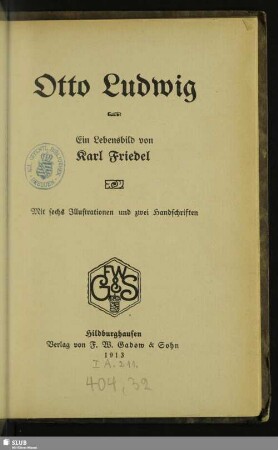 Otto Ludwig
Ein Lebensbild von
Karl Friedel
Mit sechs Illustrationen und zwei Handschriften
FW
G&S
Hildburghausen
Verlag von F. W. Gadow & Sohn
1913
I A. 211.
404, 32
SLUB